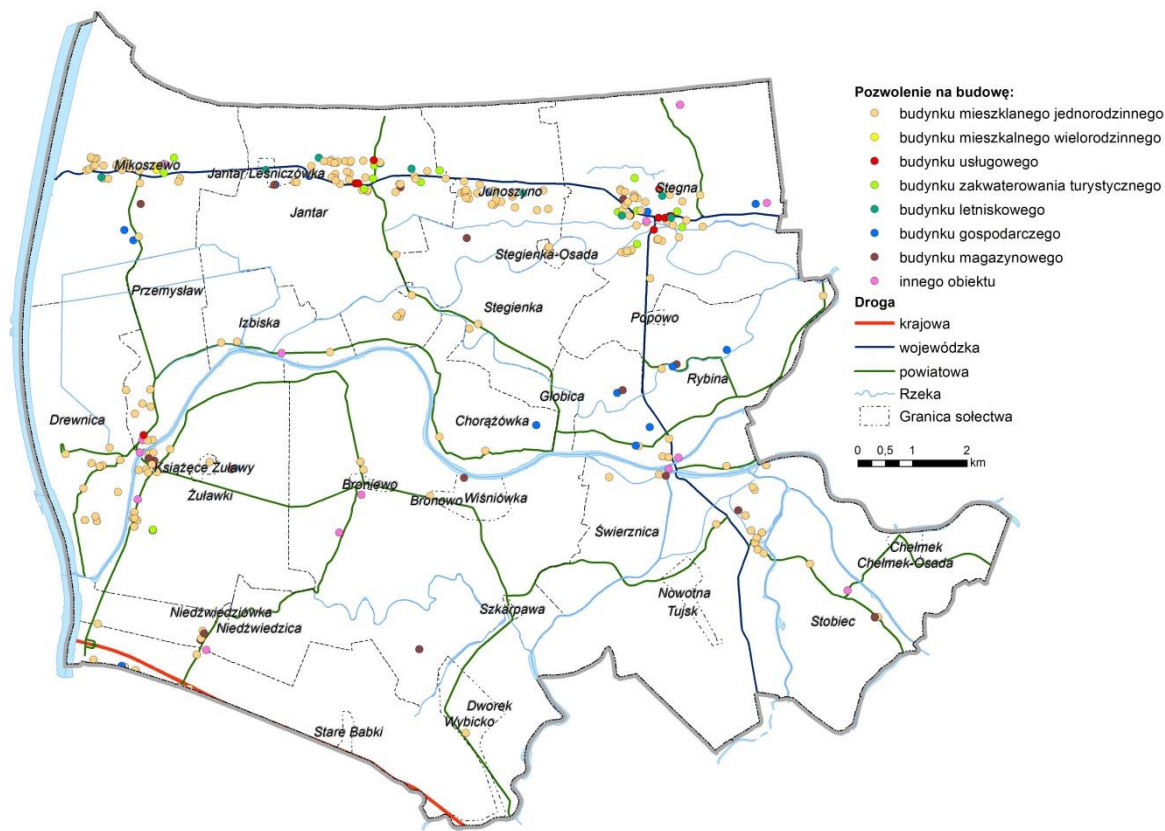 Pozwolenie na budowę:
budynku mieszklanego jednorodzinnego
budynku mieszkalnego wielorodzinnego
budynku usługowego
budynku zakwaterowania turystycznego
budynku letniskowego
budynku gospodarczego
budynku magazynowego
innego obiektu
Droga
krajowa
wojewódzka
powiatowa
Rzeka
Granica sołectwa
0 0,5 1 2
km
Mikoszewo
Jantar Leśniczówka
Jantar
Junoszyno
Stegna
Stegienka-Osada
Przemysław
Stegienka
Izbiska
Popowo
Rybina
Głobica
Drewnica
Chorążówka
Książęce Żuławy
Żuławki
Broniewo
Bronowo
Wiśniówka
Świerznica
Chełmek
Chełmek-Osada
Nowotna
Tujsk
Stobiec
Szkarpawa
Niedźwiedziówka
Niedźwiedzica
Dworek
Wybicko
Stare Babki